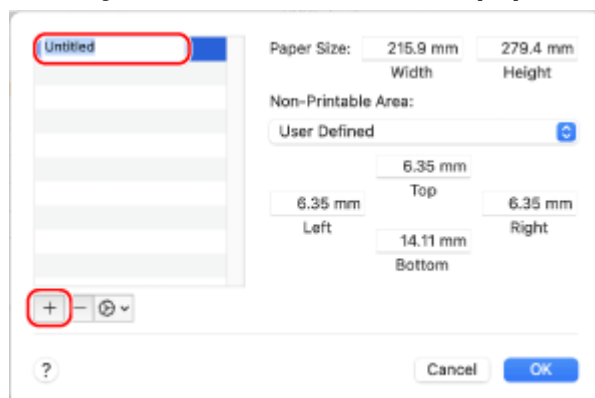 Untitled
Paper Size: 215.9 mm 279.4 mm
Width Height
Non-Printable Area:
User Defined
6.35 mm
Top
6.35 mm 6.35 mm
Left Right
14.11 mm
Bottom
+ −
? Cancel OK